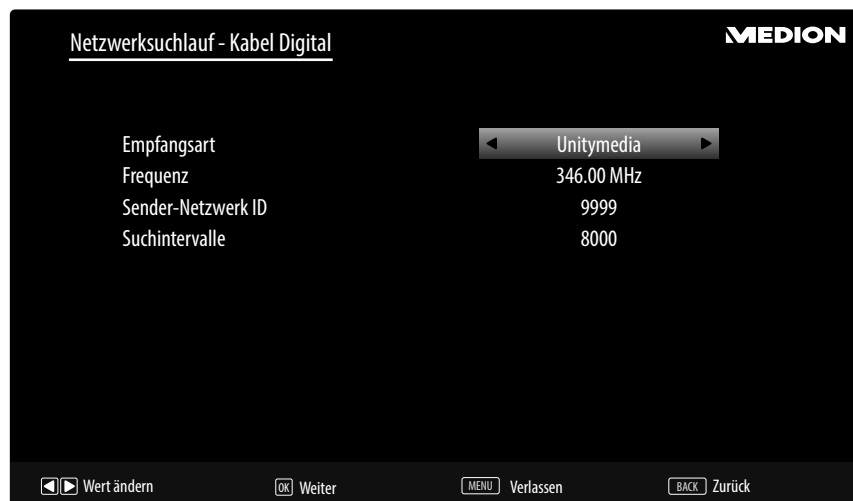 Netzwerksuchlauf - Kabel Digital
MEDION
Empfangsart Unitymedia
Frequenz 346.00 MHz
Sender-Netzwerk ID 9999
Suchintervalle 8000
Wert ändern OK Weiter MENU Verlassen BACK Zurück